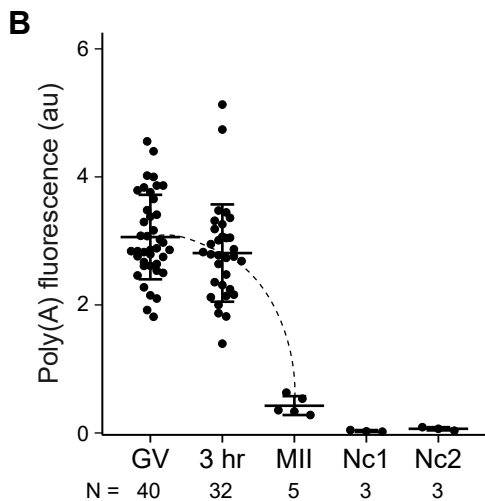 B
Poly(A) fluorescence (au)
6
4
2
0
GV 3 hr MII Nc1 Nc2
N = 40 32 5 3 3